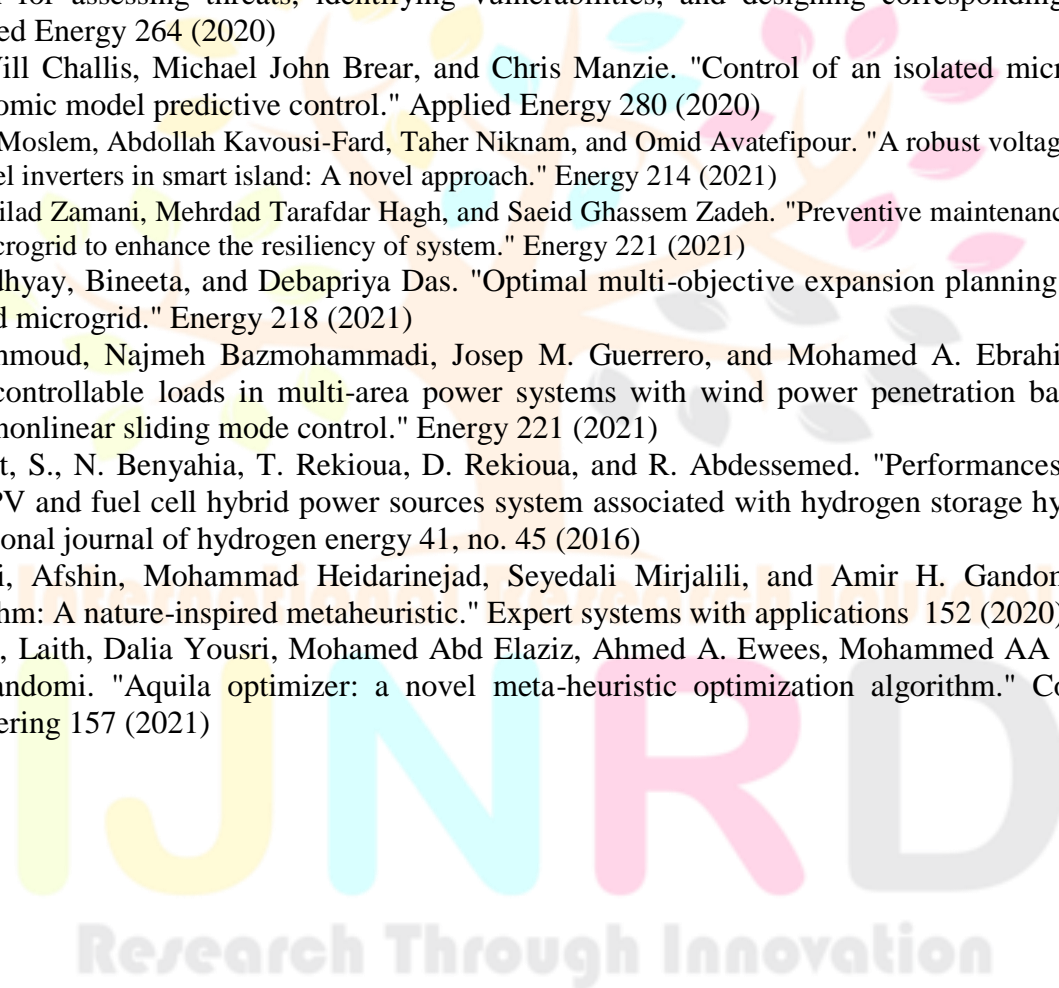 for assessing threats, identifying vulnerabilities, and designing corresponding
ed Energy 264 (2020)
Will Challis, Michael John Brear, and Chris Manzie. "Control of an isolated micr
omic model predictive control." Applied Energy 280 (2020)
Moslem, Abdollah Kavousi-Fard, Taher Niknam, and Omid Avatefipour. "A robust voltag
el inverters in smart island: A novel approach." Energy 214 (2021)
ilad Zamani, Mehrdad Tarafdar Hagh, and Saeid Ghassem Zadeh. "Preventive maintenanc
crogrid to enhance the resiliency of system." Energy 221 (2021)
dhyay, Bineeta, and Debapriya Das. "Optimal multi-objective expansion planning
d microgrid." Energy 218 (2021)
hmoud, Najmeh Bazmohammadi, Josep M. Guerrero, and Mohamed A. Ebrahi
controllable loads in multi-area power systems with wind power penetration ba
nonlinear sliding mode control." Energy 221 (2021)
t, S., N. Benyahia, T. Rekioua, D. Rekioua, and R. Abdessemed. "Performances
PV and fuel cell hybrid power sources system associated with hydrogen storage hy
ional journal of hydrogen energy 41, no. 45 (2016)
i, Afshin, Mohammad Heidarinejad, Seyedali Mirjalili, and Amir H. Gandom
hm: A nature-inspired metaheuristic." Expert systems with applications 152 (2020)
, Laith, Dalia Yousri, Mohamed Abd Elaziz, Ahmed A. Ewees, Mohammed AA
andomi. "Aquila optimizer: a novel meta-heuristic optimization algorithm." Co
ering 157 (2021)
International Research Journal
IJNRD
Research Through Innovation